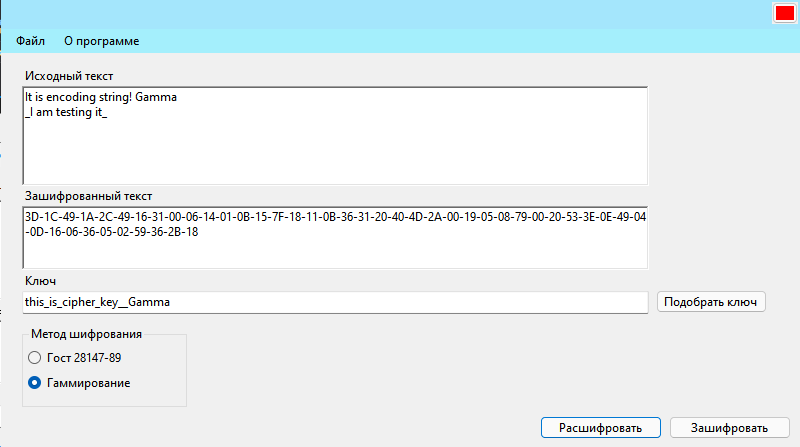 Файл О программе
Исходный текст
It is encoding string! Gamma
_I am testing it_
Зашифрованный текст
3D-1C-49-1A-2C-49-16-31-00-06-14-01-0B-15-7F-18-11-0B-36-31-20-40-4D-2A-00-19-05-08-79-00-20-53-3E-0E-49-04
-0D-16-06-36-05-02-59-36-2B-18
Ключ
this_is_cipher_key__Gamma Подобрать ключ
Метод шифрования
Гост 28147-89
Гаммирование
Расшифровать Зашифровать